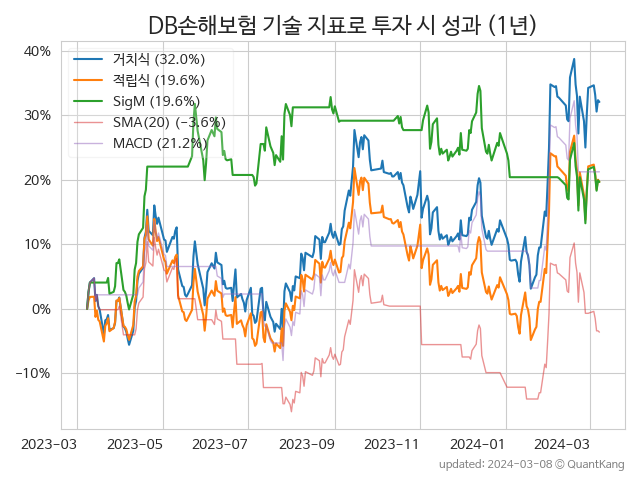 DB손해보험 기술 지표로 투자 시 성과 (1년)
40%
30%
20%
10%
0%
−10%
거치식 (32.0%)
적립식 (19.6%)
SigM (19.6%)
SMA(20) (−3.6%)
MACD (21.2%)
2023−03
2023−05
2023−07
2023−09
2023−11
2024−01
2024−03
updated: 2024−03−08 ⓒ QuantKang